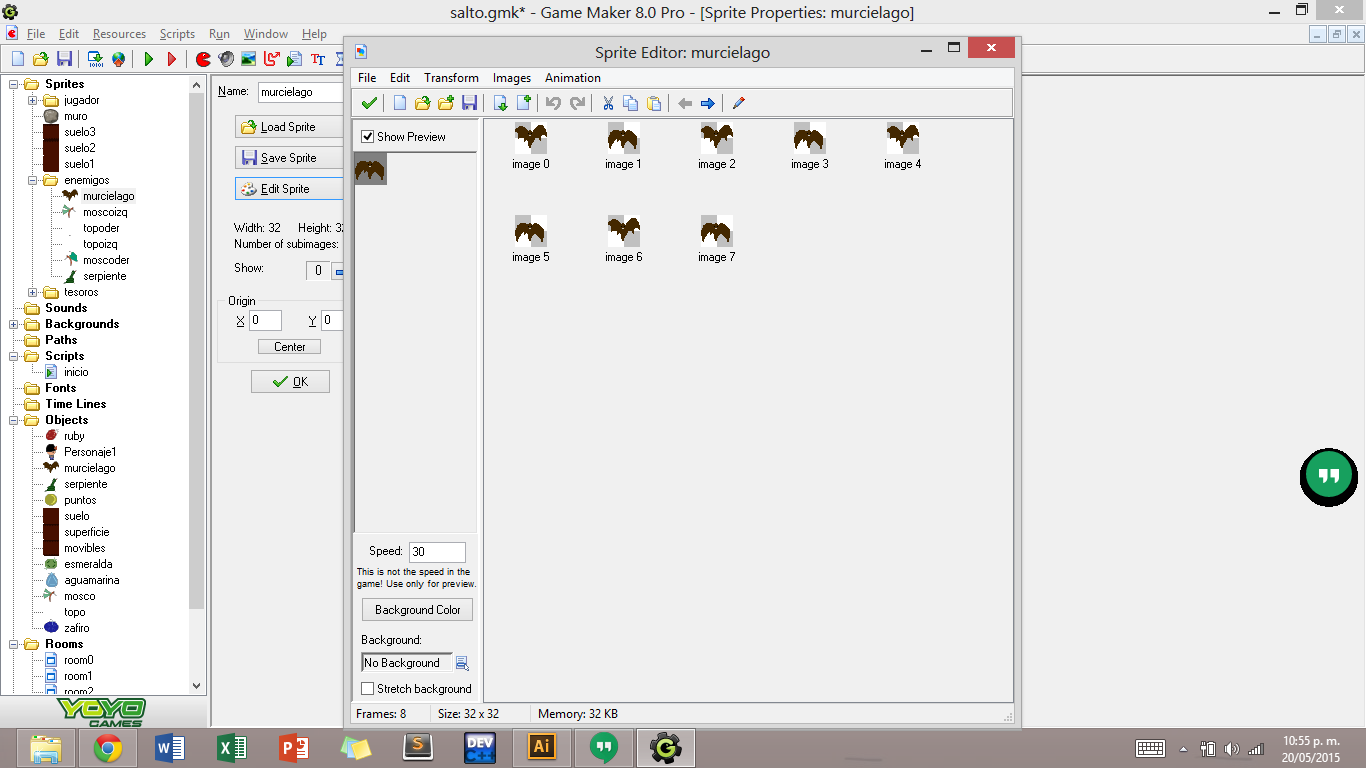 salto.gmk* - Game Maker 8.0 Pro - [Sprite Properties: murcielago]
File Edit Resources Scripts Run Window Help
Sprites
jugador
muro
suelo3
suelo2
suelo1
enemigos
murcielago
moscoizq
topoder
topoizq
moscoder
serpiente
tesoros
Sounds
Backgrounds
Paths
Scripts
inicio
Fonts
Time Lines
Objects
ruby
Personaje1
murcielago
serpiente
puntos
suelo
superficie
movibles
esmeralda
aguamarina
mosco
topo
zafiro
Rooms
room0
room1
room2
YOYO
GAMES
Name: murcielago
Load Sprite
Save Sprite
Edit Sprite
Width: 32 Height: 32
Number of subimages:
Show: 0
Origin
X 0 Y 0
Center
OK
Sprite Editor: murcielago
File Edit Transform Images Animation
Show Preview
image 0 image 1 image 2 image 3 image 4
image 5 image 6 image 7
Speed: 30
This is not the speed in the
game! Use only for preview.
Background Color
Background:
No Background
Stretch background
Frames: 8 Size: 32 x 32 Memory: 32 KB
DEV
C++
Ai
10:55 p. m.
20/05/2015